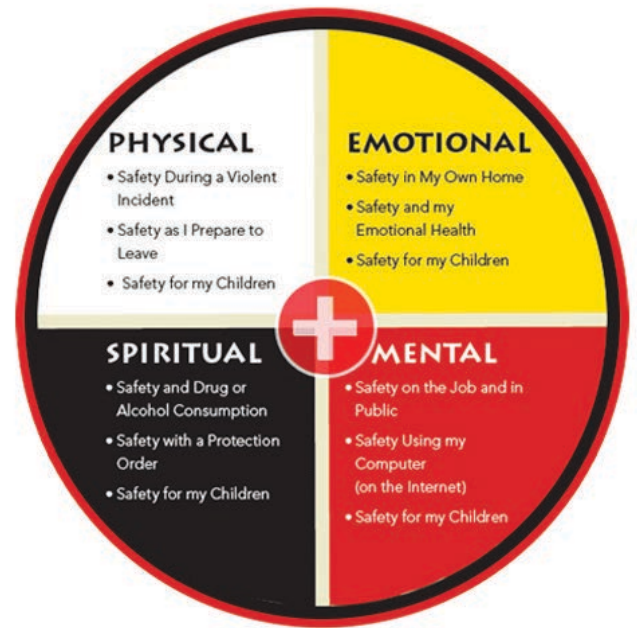 PHYSICAL
• Safety During a Violent
Incident
• Safety as I Prepare to
Leave
• Safety for my Children
EMOTIONAL
• Safety in My Own Home
• Safety and my
Emotional Health
• Safety for my Children
SPIRITUAL
• Safety and Drug or
Alcohol Consumption
• Safety with a Protection
Order
• Safety for my Children
MENTAL
• Safety on the Job and in
Public
• Safety Using my
Computer
(on the Internet)
• Safety for my Children